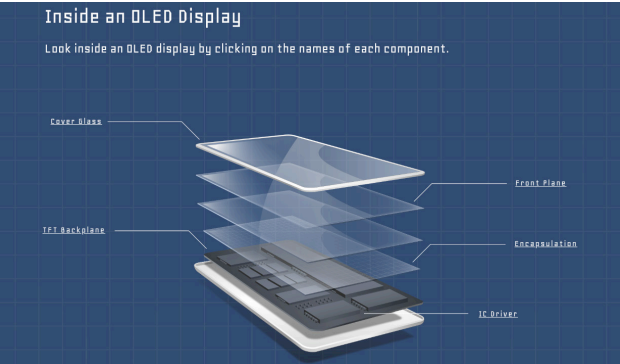 Inside an OLED Display
Look inside an OLED display by clicking on the names of each component.
Cover Glass
Front Plane
TFT Backplane
Encapsulation
IC Driver